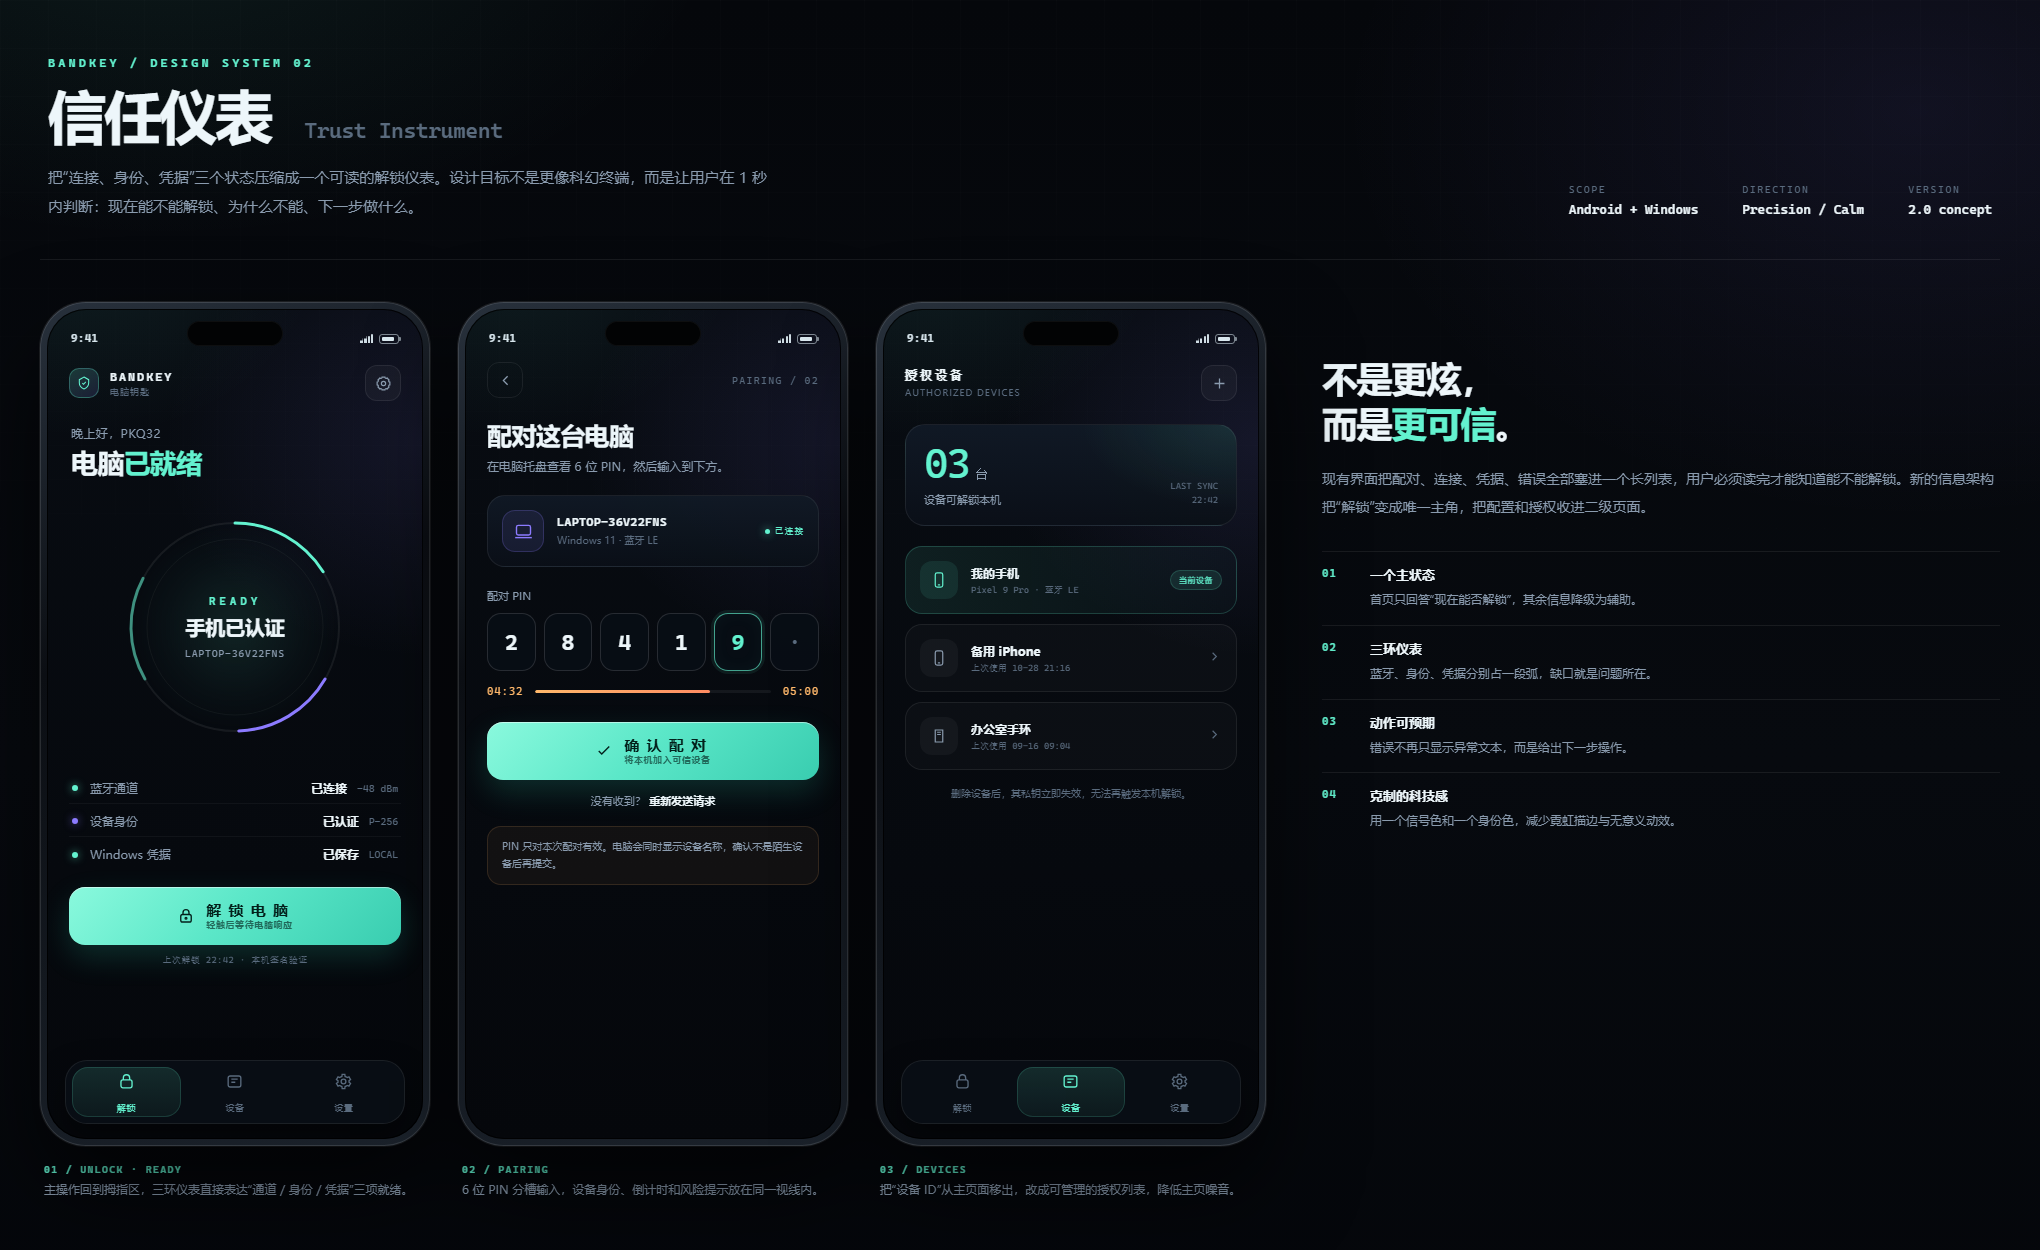 BANDKEY / DESIGN SYSTEM 02
信任仪表 Trust Instrument
把“连接、身份、凭据”三个状态压缩成一个可读的解锁仪表。设计目标不是更像科幻终端，而是让用户在 1 秒
内判断：现在能不能解锁、为什么不能、下一步做什么。
SCOPE
Android + Windows
DIRECTION
Precision / Calm
VERSION
2.0 concept
9:41
BANDKEY
电脑钥匙
晚上好，PKQ32
电脑已就绪
READY
手机已认证
LAPTOP-36V22FNS
蓝牙通道 已连接 -48 dBm
设备身份 已认证 P-256
Windows 凭据 已保存 LOCAL
解锁电脑
轻触后等待电脑响应
上次解锁 22:42 · 本机签名验证
解锁 设备 设置
01 / UNLOCK · READY
主操作回到拇指区，三环仪表直接表达“通道 / 身份 / 凭据”三项就绪。
9:41
PAIRING / 02
配对这台电脑
在电脑托盘查看 6 位 PIN，然后输入到下方。
LAPTOP-36V22FNS
Windows 11 · 蓝牙 LE
已连接
配对 PIN
2 8 4 1 9 ·
04:32 05:00
确认配对
将本机加入可信设备
没有收到？ 重新发送请求
PIN 只对本次配对有效。电脑会同时显示设备名称，确认不是陌生设
备后再提交。
02 / PAIRING
6 位 PIN 分槽输入，设备身份、倒计时和风险提示放在同一视线内。
9:41
授权设备
AUTHORIZED DEVICES
03 台
设备可解锁本机
LAST SYNC
22:42
我的手机
Pixel 9 Pro · 蓝牙 LE
当前设备
备用 iPhone
上次使用 10-28 21:16
办公室手环
上次使用 09-16 09:04
删除设备后，其私钥立即失效，无法再触发本机解锁。
解锁 设备 设置
03 / DEVICES
把“设备 ID”从主页面移出，改成可管理的授权列表，降低主页噪音。
不是更炫，
而是更可信。
现有界面把配对、连接、凭据、错误全部塞进一个长列表，用户必须读完才能知道能不能解锁。新的信息架构
把“解锁”变成唯一主角，把配置和授权收进二级页面。
01 一个主状态
首页只回答“现在能否解锁”，其余信息降级为辅助。
02 三环仪表
蓝牙、身份、凭据分别占一段弧，缺口就是问题所在。
03 动作可预期
错误不再只显示异常文本，而是给出下一步操作。
04 克制的科技感
用一个信号色和一个身份色，减少霓虹描边与无意义动效。